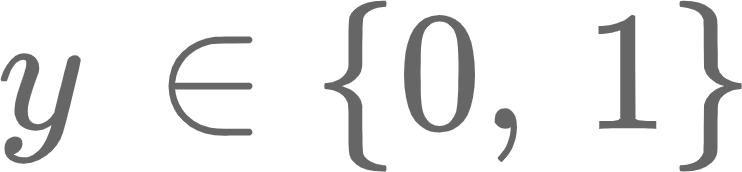 y ∈ {0, 1}